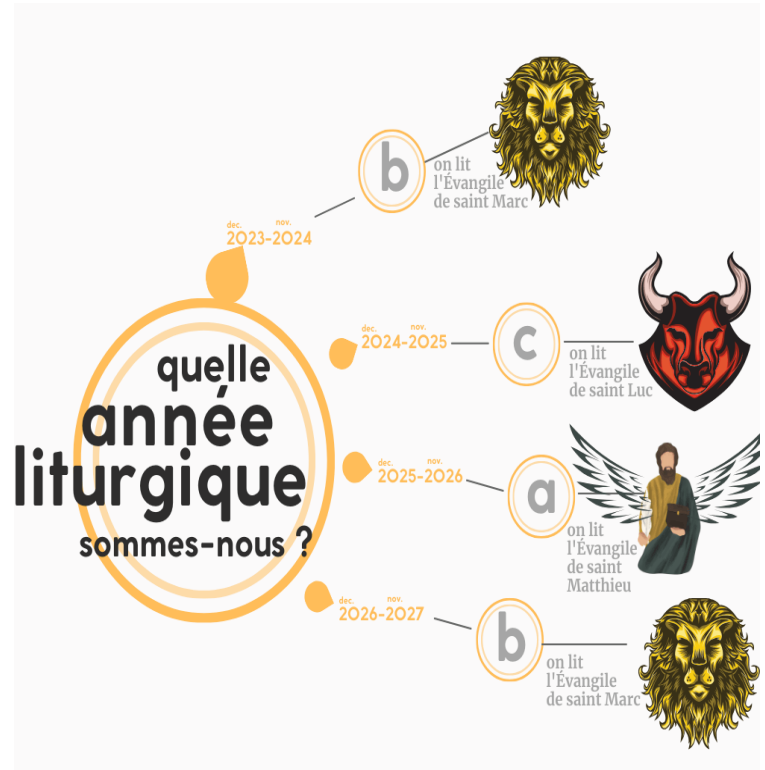 quelle
année
liturgique
sommes-nous ?
dec. nov.
2023-2024
b
on lit
l'Évangile
de saint Marc
dec. nov.
2024-2025
c
on lit
l'Évangile
de saint Luc
dec. nov.
2025-2026
a
on lit
l'Évangile
de saint
Matthieu
dec. nov.
2026-2027
b
on lit
l'Évangile
de saint Marc